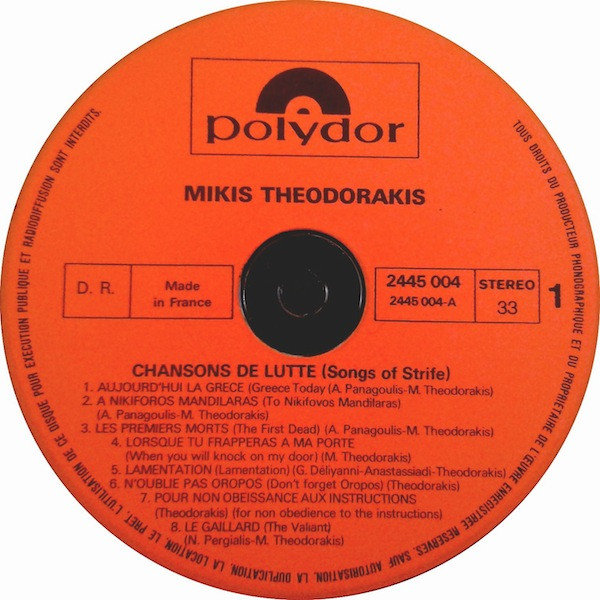 polydor
MIKIS THEODORAKIS
D. R.
Made
in France
2445 004
2445 004-A
STEREO
33
1
CHANSONS DE LUTTE (Songs of Strife)
1. AUJOURD'HUI LA GRECE (Greece Today (A. Panagoulis-M. Theodorakis)
2. A NIKIFOROS MANDILARAS (To Nikifovos Mandilaras)
(A. Panagoulis-M. Theodorakis)
3. LES PREMIERS MORTS (The First Dead) (A. Panagoulis-M. Theodorakis)
4. LORSQUE TU FRAPPERAS A MA PORTE
(When you will knock on my door) (M. Theodorakis)
5. LAMENTATION (Lamentation) (G. Déliyanni-Anastassiadi-Theodorakis)
6. N'OUBLIE PAS OROPOS (Don't forget Oropos) (Theodorakis)
7. POUR NON OBEISSANCE AUX INSTRUCTIONS
(Theodorakis) (for non obedience to the instructions)
8. LE GAILLARD (The Valiant)
(N. Pergialis-M. Theodorakis)
TOUS DROITS DU PRODUCTEUR PHONOGRAPHIQUE ET DU PROPRIETAIRE DE L'ŒUVRE ENREGISTREE RESERVES. SAUF AUTORISATION, LA DUPLICATION, LA LOCATION, LE PRET, L'UTILISATION DE CE DISQUE POUR EXECUTION PUBLIQUE ET RADIODIFFUSION SONT INTERDITS.